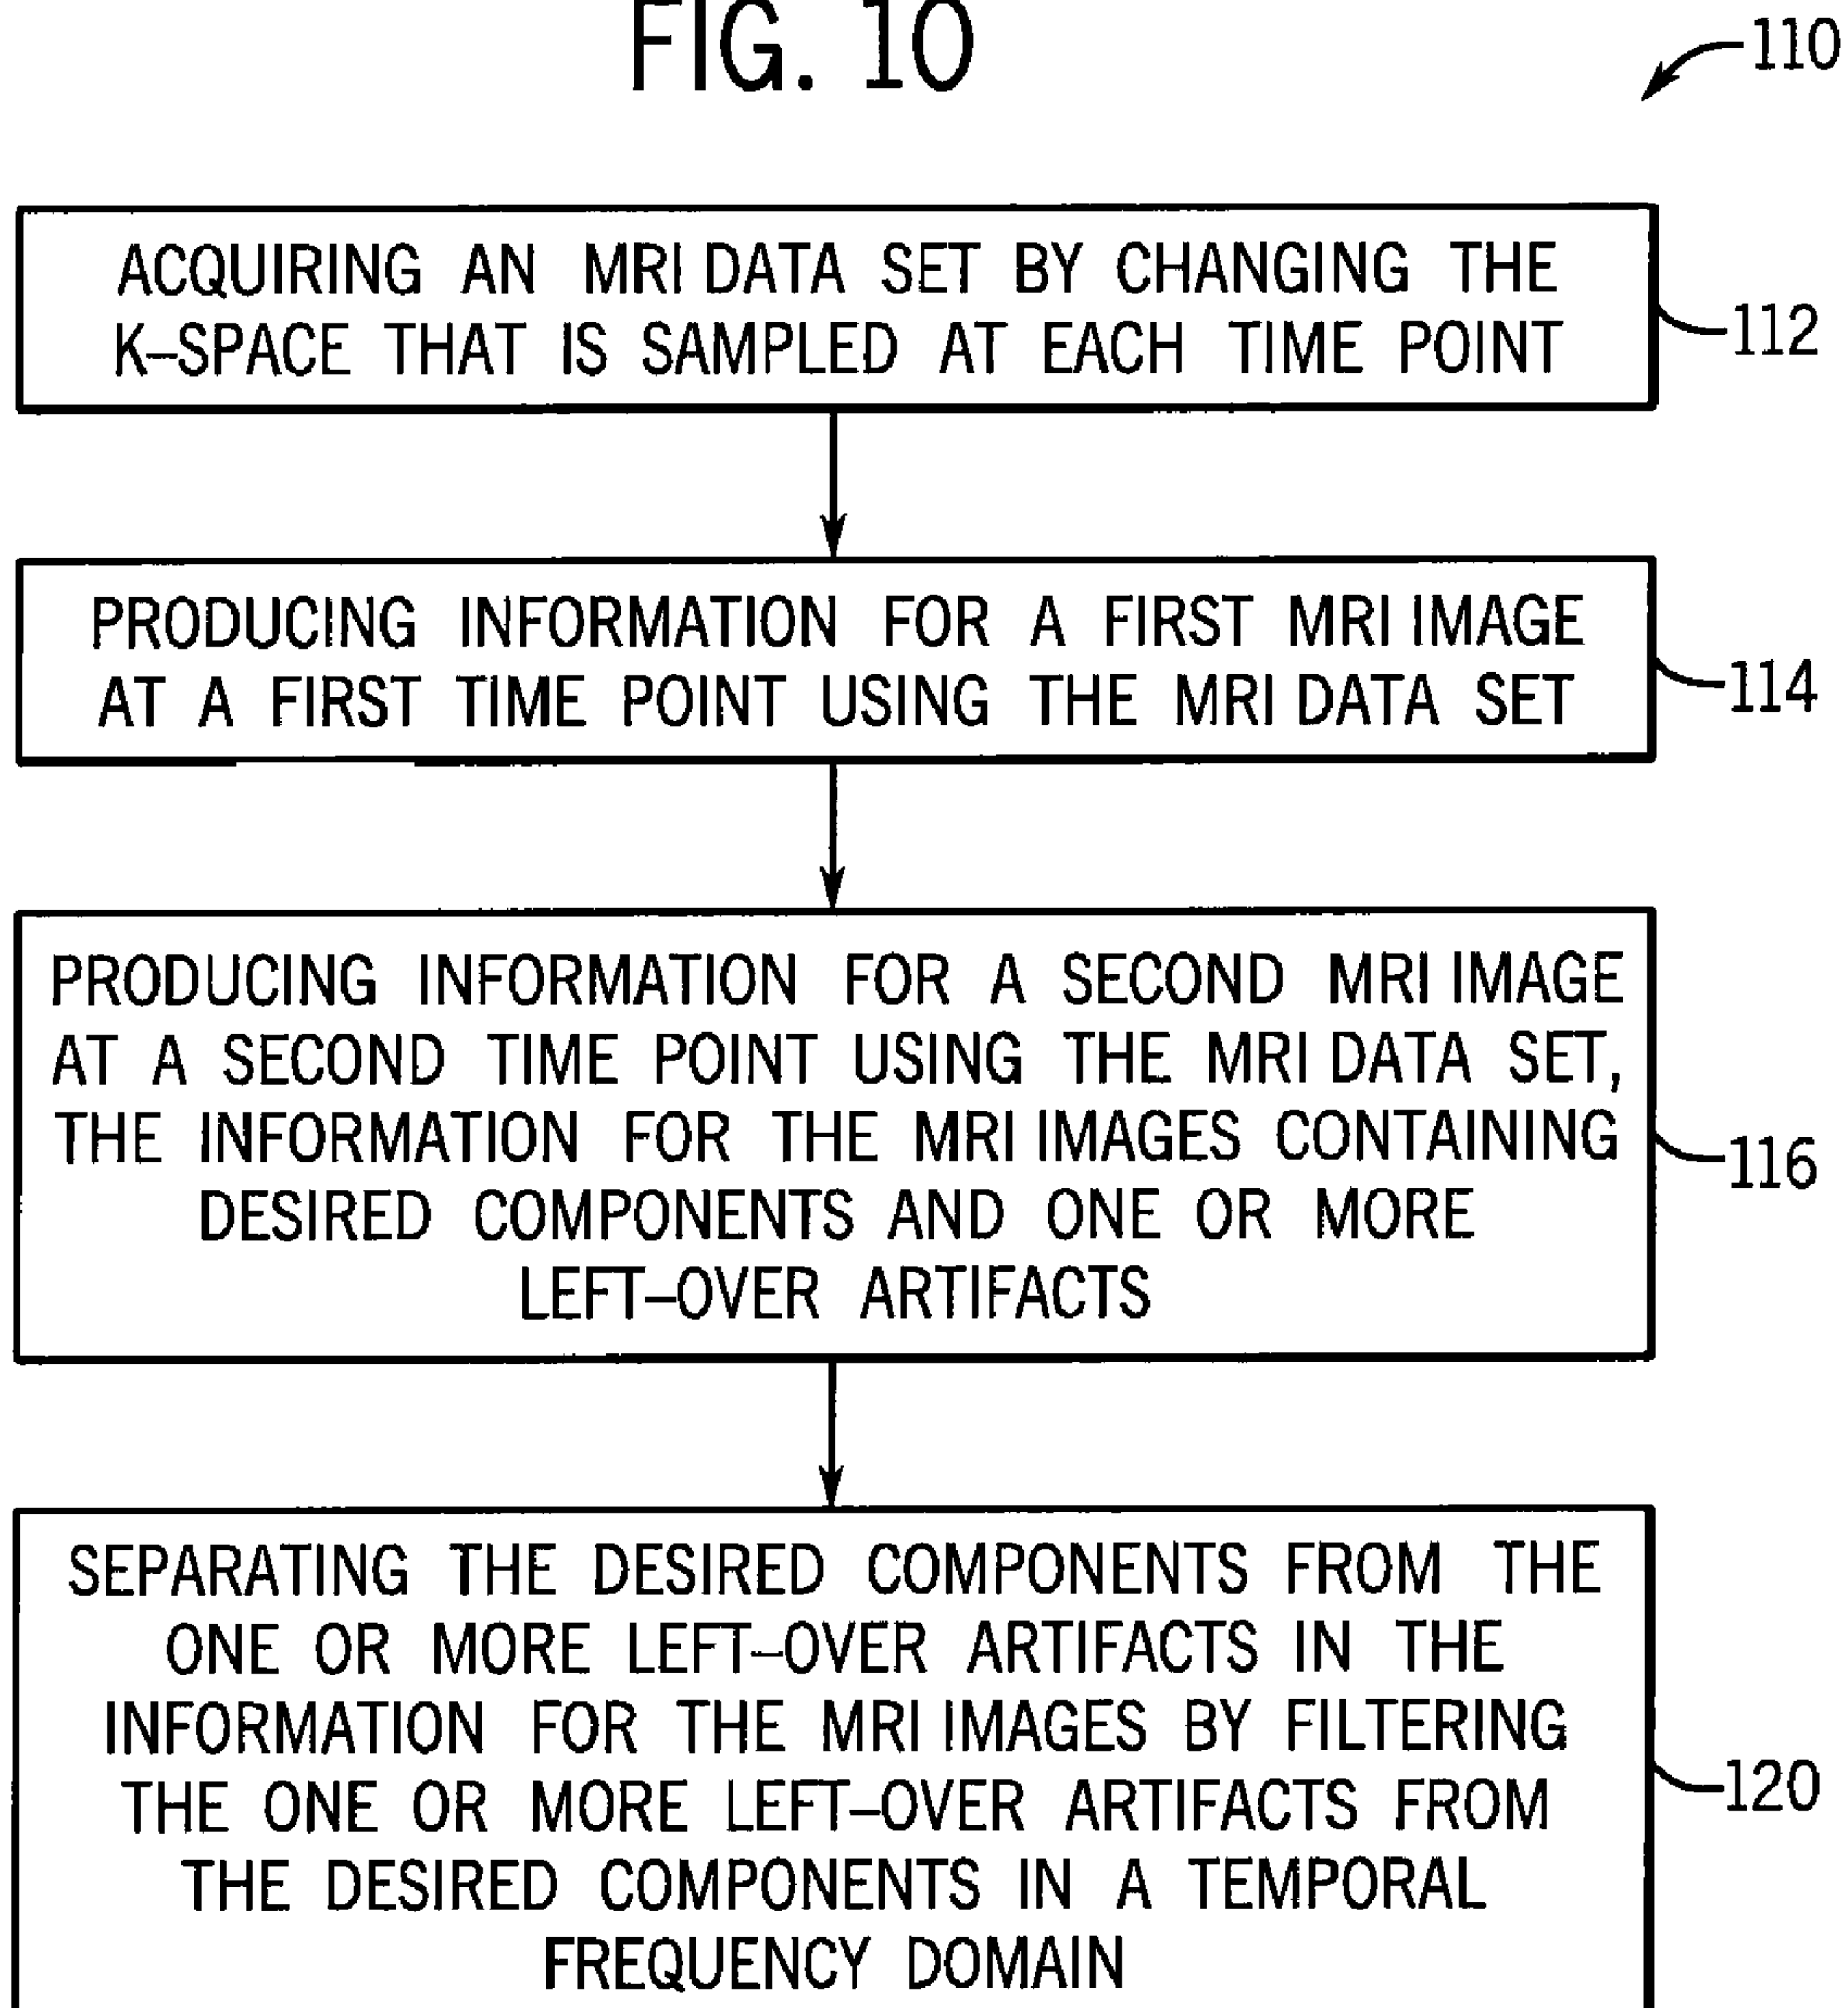 FIG. 10
110
ACQUIRING AN MRI DATA SET BY CHANGING THE
K-SPACE THAT IS SAMPLED AT EACH TIME POINT
112
PRODUCING INFORMATION FOR A FIRST MRI IMAGE
AT A FIRST TIME POINT USING THE MRI DATA SET
114
PRODUCING INFORMATION FOR A SECOND MRI IMAGE
AT A SECOND TIME POINT USING THE MRI DATA SET,
THE INFORMATION FOR THE MRI IMAGES CONTAINING
DESIRED COMPONENTS AND ONE OR MORE
LEFT-OVER ARTIFACTS
116
SEPARATING THE DESIRED COMPONENTS FROM THE
ONE OR MORE LEFT-OVER ARTIFACTS IN THE
INFORMATION FOR THE MRI IMAGES BY FILTERING
THE ONE OR MORE LEFT-OVER ARTIFACTS FROM
THE DESIRED COMPONENTS IN A TEMPORAL
FREQUENCY DOMAIN
120